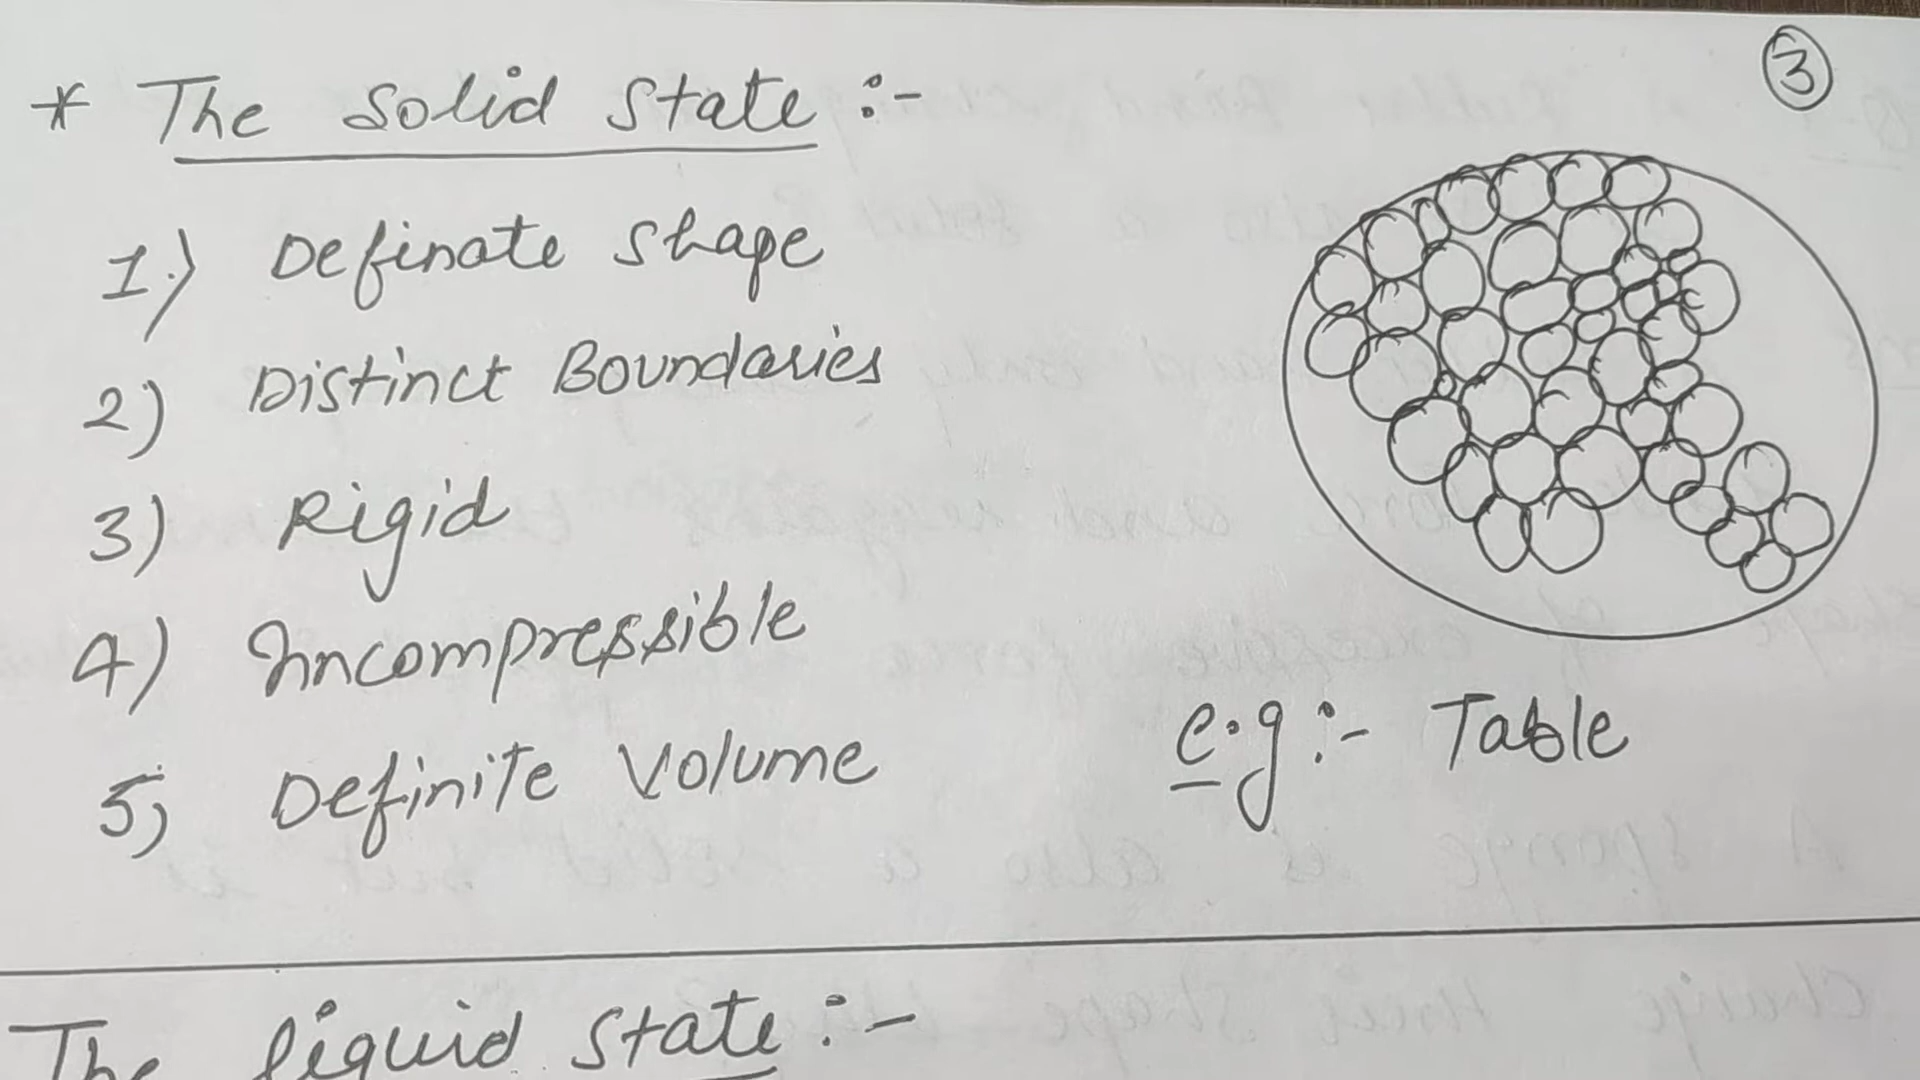 3
* The Solid State :-
1.) Definate shape
2) Distinct Boundaries
3) Rigid
4) Incompressible
5) Definite Volume
e.g :- Table
The liquid state :-